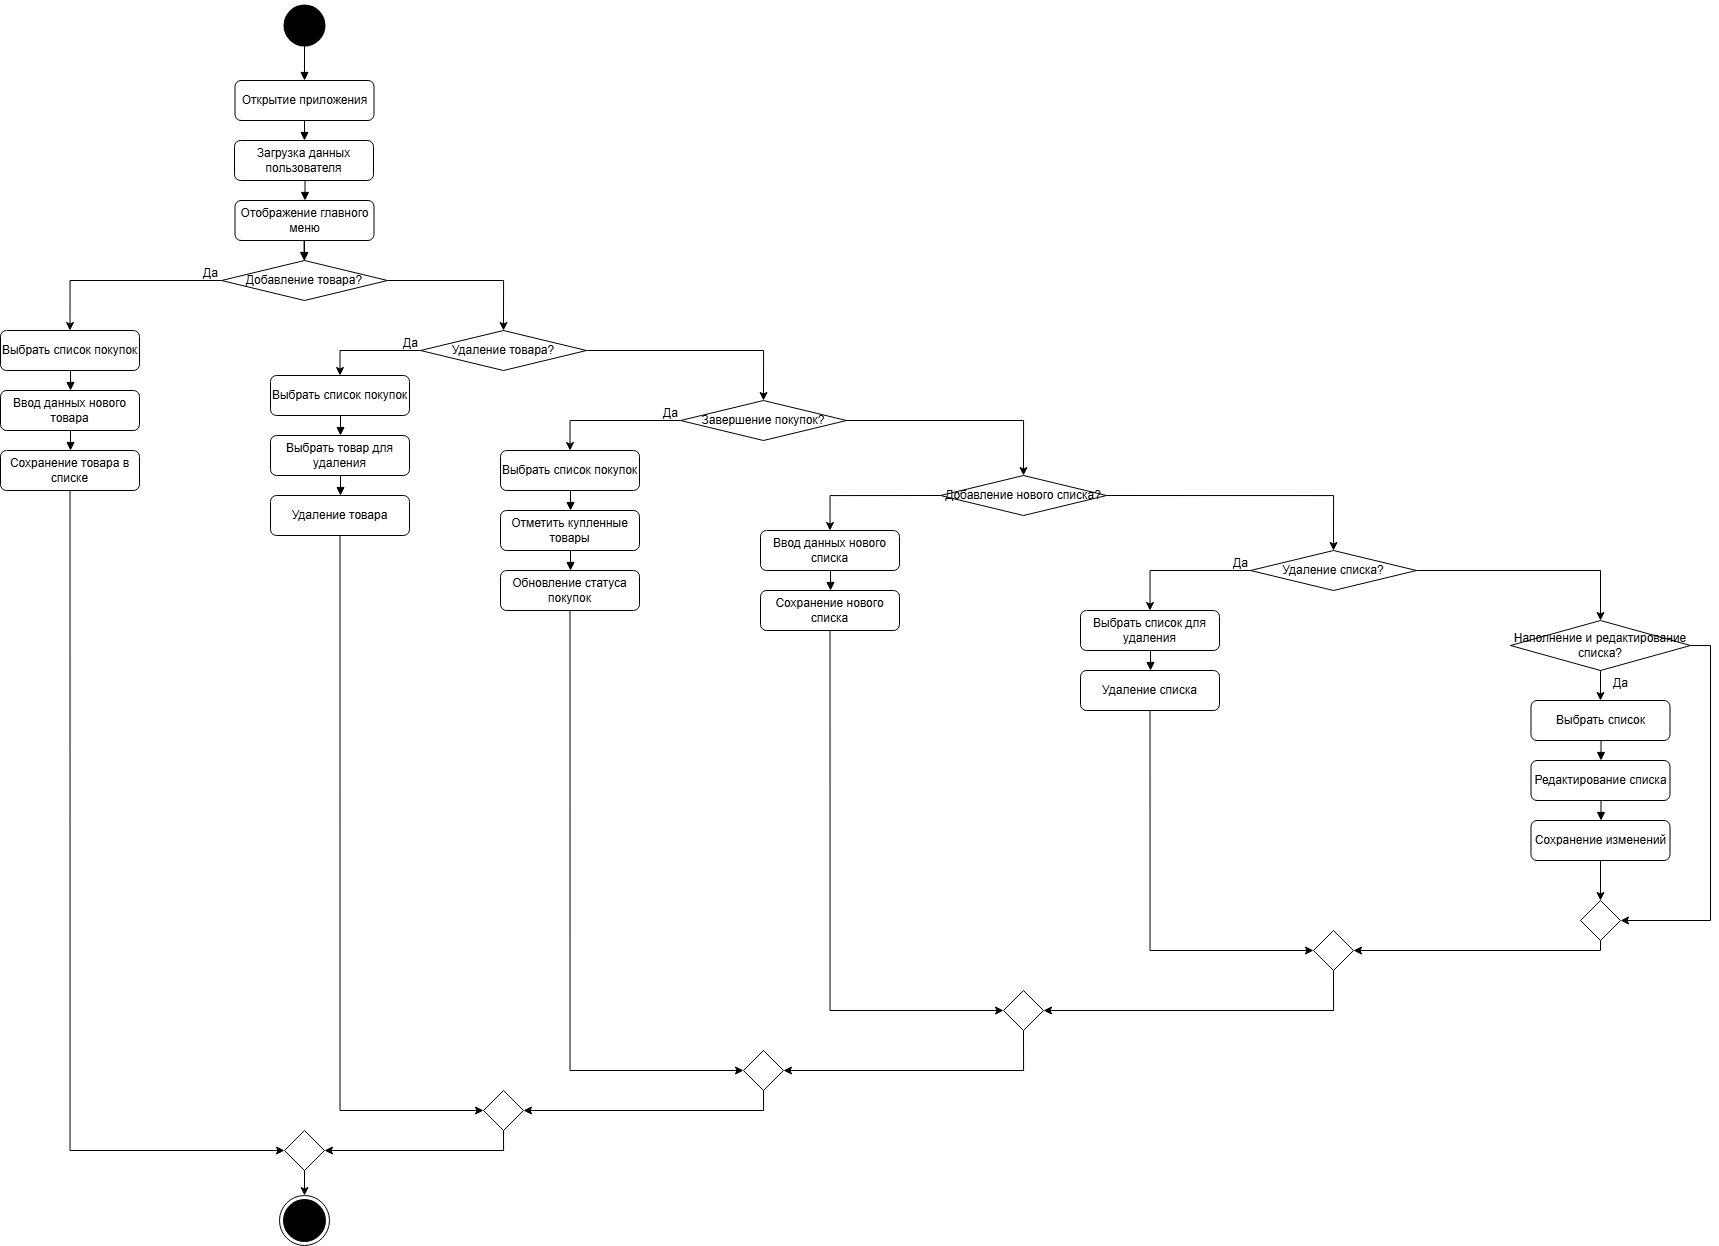 Открытие приложения
Загрузка данных
пользователя
Отображение главного
меню
Да
Добавление товара?
Выбрать список покупок
Ввод данных нового
товара
Сохранение товара в
списке
Да
Удаление товара?
Выбрать список покупок
Выбрать товар для
удаления
Удаление товара
Да
Завершение покупок?
Выбрать список покупок
Отметить купленные
товары
Обновление статуса
покупок
Добавление нового списка?
Ввод данных нового
списка
Сохранение нового
списка
Да
Удаление списка?
Выбрать список для
удаления
Удаление списка
Наполнение и редактирование
списка?
Да
Выбрать список
Редактирование списка
Сохранение изменений